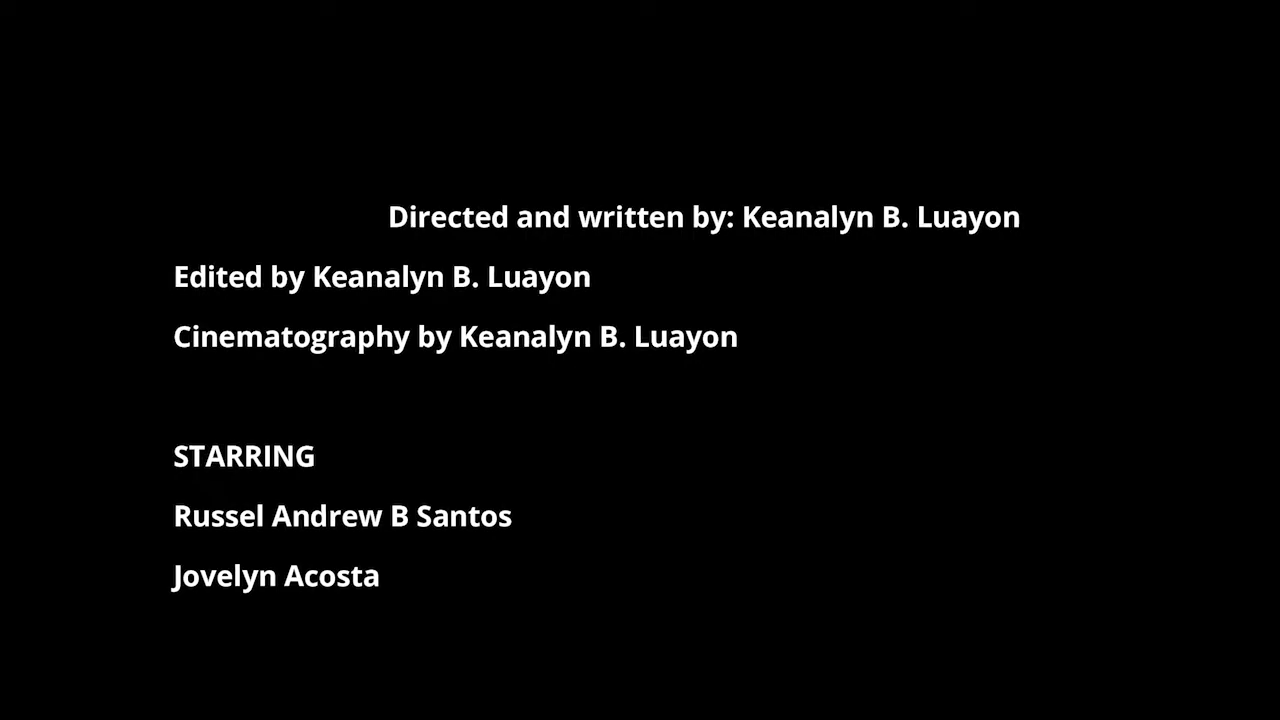 Directed and written by: Keanalyn B. Luayon
Edited by Keanalyn B. Luayon
Cinematography by Keanalyn B. Luayon
STARRING
Russel Andrew B Santos
Jovelyn Acosta